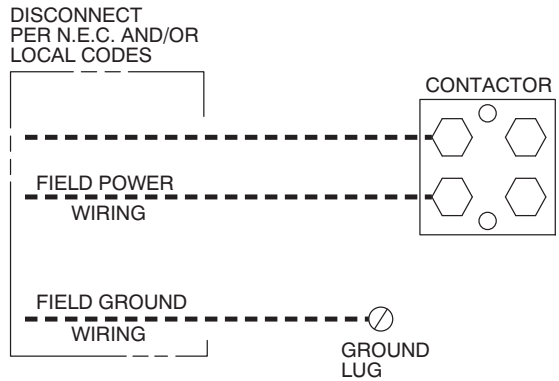 DISCONNECT
PER N.E.C. AND/OR
LOCAL CODES
CONTACTOR
FIELD POWER
WIRING
FIELD GROUND
WIRING
GROUND
LUG